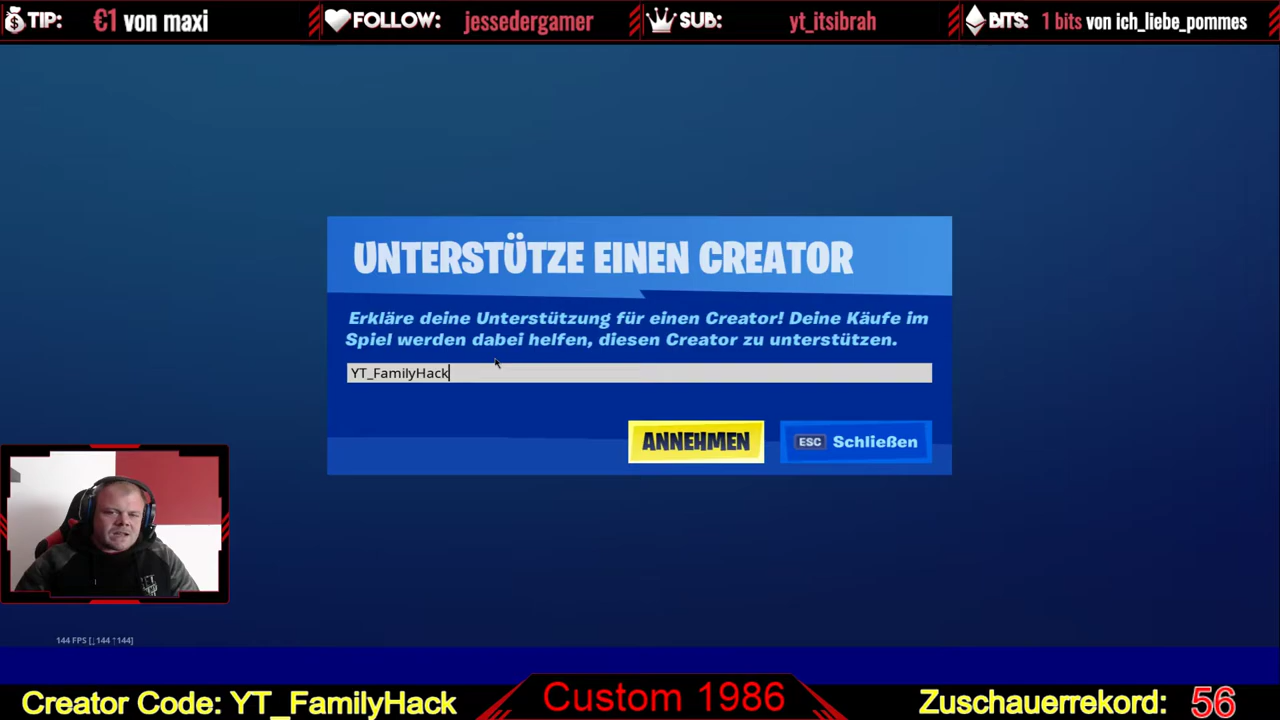 TIP: €1 von maxi FOLLOW: jessedergamer SUB: yt_itsibrah BITS: 1 bits von ich_liebe_pommes
UNTERSTÜTZE EINEN CREATOR
Erkläre deine Unterstützung für einen Creator! Deine Käufe im
Spiel werden dabei helfen, diesen Creator zu unterstützen.
YT_FamilyHack
ANNEHMEN ESC Schließen
144 FPS [↓144 ↑144]
Creator Code: YT_FamilyHack Custom 1986 Zuschauerrekord: 56